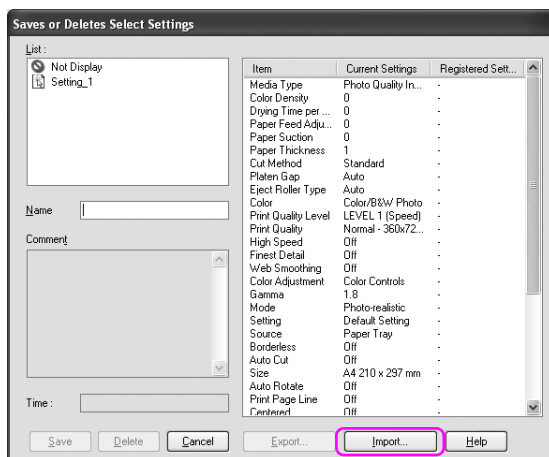 Saves or Deletes Select Settings
List :
Not Display
Setting_1
Name
Comment
Time :
Item Current Settings Registered Sett...
Media Type Photo Quality In... -
Color Density 0 -
Drying Time per ... 0 -
Paper Feed Adju... 0 -
Paper Suction 0 -
Paper Thickness 1 -
Cut Method Standard -
Platen Gap Auto -
Eject Roller Type Auto -
Color Color/B&W Photo -
Print Quality Level LEVEL 1 (Speed) -
Print Quality Normal - 360x72... -
High Speed Off -
Finest Detail Off -
Web Smoothing Off -
Color Adjustment Color Controls -
Gamma 1.8 -
Mode Photo-realistic -
Setting Default Setting -
Source Paper Tray -
Borderless Off -
Auto Cut Off -
Size A4 210 x 297 mm -
Auto Rotate Off -
Print Page Line Off -
Centered Off -
Save Delete Cancel Export... Import... Help